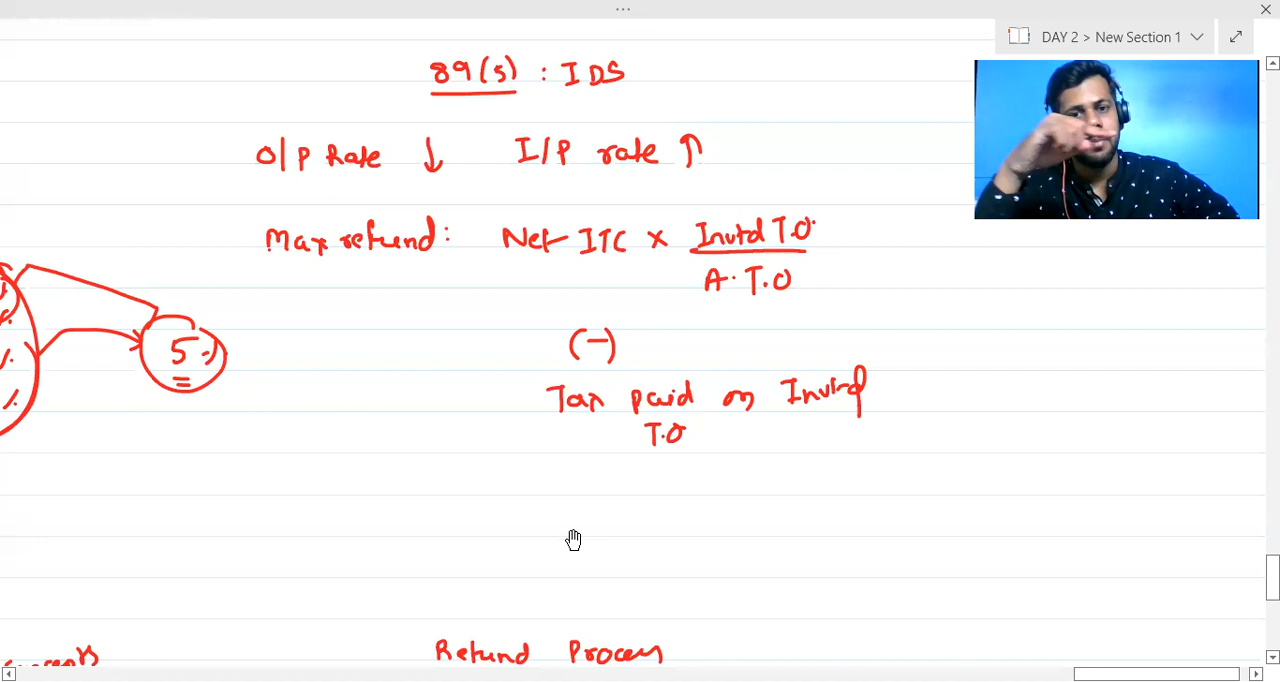 DAY 2 > New Section 1
89(5) : IDS
O/P Rate ↓ I/P rate ↑
Max refund : Net ITC x Invtd T.O
A.T.O
(-)
5%
Tax paid on Invtd
T.O
Refund Process